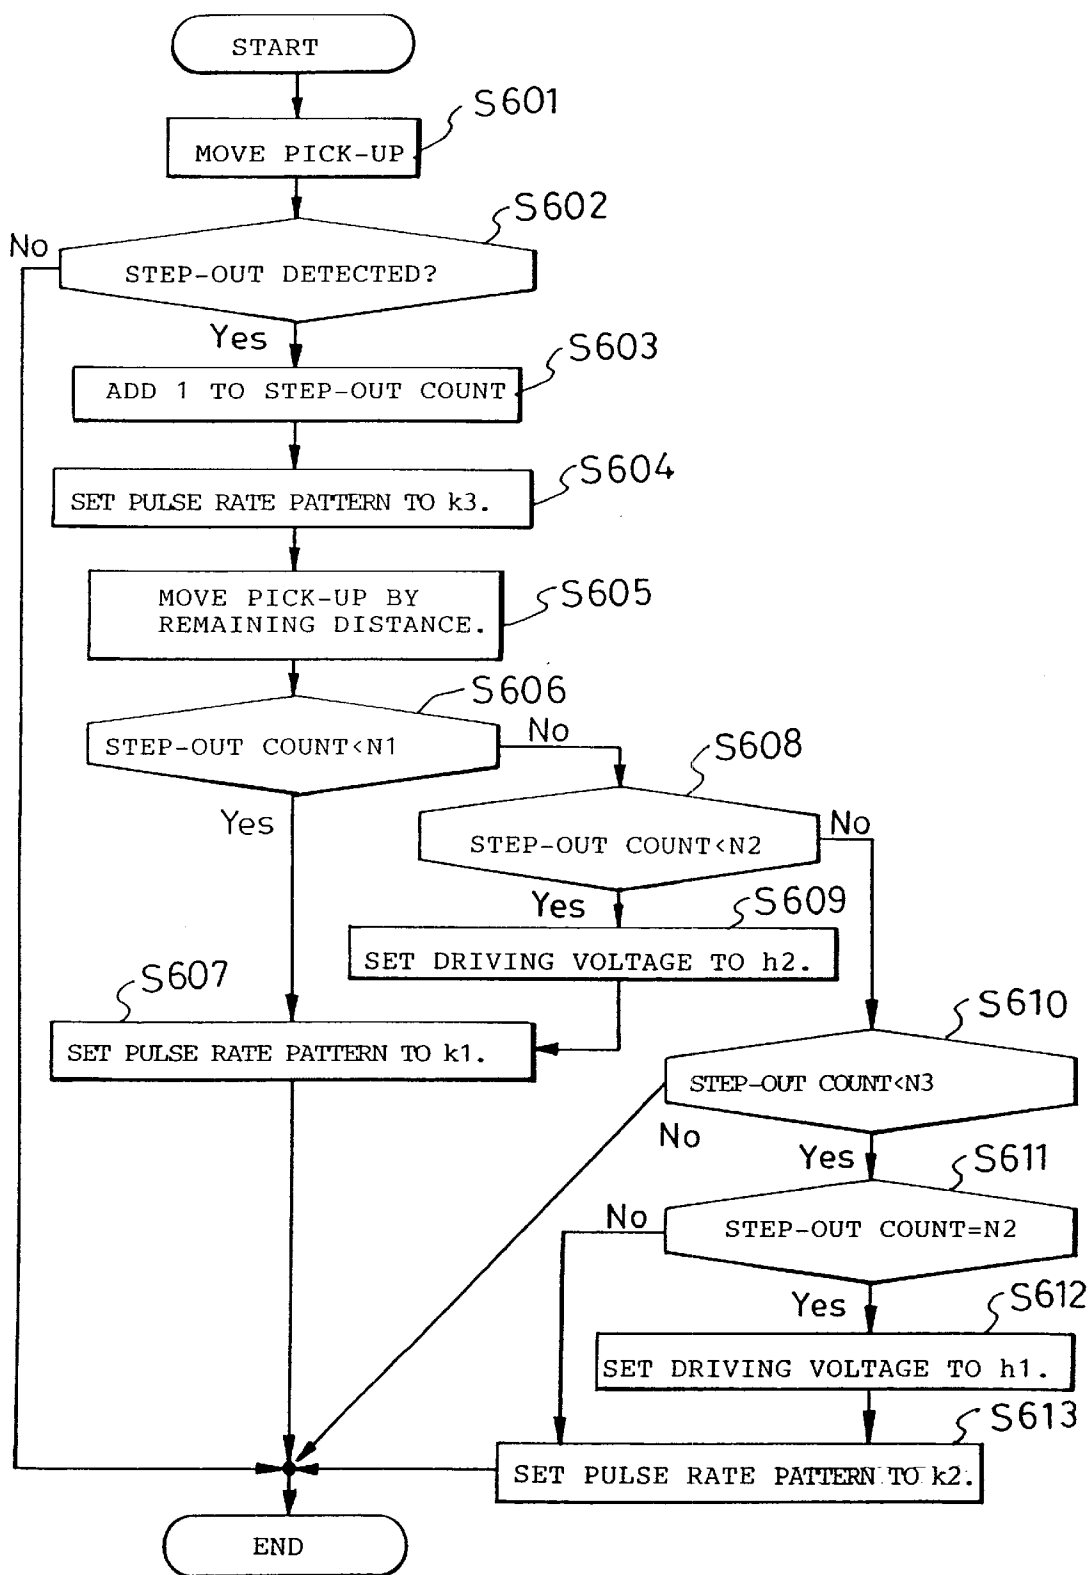 START
S601
MOVE PICK-UP
S602
No
STEP-OUT DETECTED?
Yes
S603
ADD 1 TO STEP-OUT COUNT
S604
SET PULSE RATE PATTERN TO k3.
S605
MOVE PICK-UP BY
REMAINING DISTANCE.
S606
STEP-OUT COUNT<N1
No
S608
Yes
STEP-OUT COUNT<N2
No
Yes
S609
SET DRIVING VOLTAGE TO h2.
S607
SET PULSE RATE PATTERN TO k1.
S610
STEP-OUT COUNT<N3
No
Yes
S611
No
STEP-OUT COUNT=N2
Yes
S612
SET DRIVING VOLTAGE TO h1.
S613
SET PULSE RATE PATTERN TO k2.
END